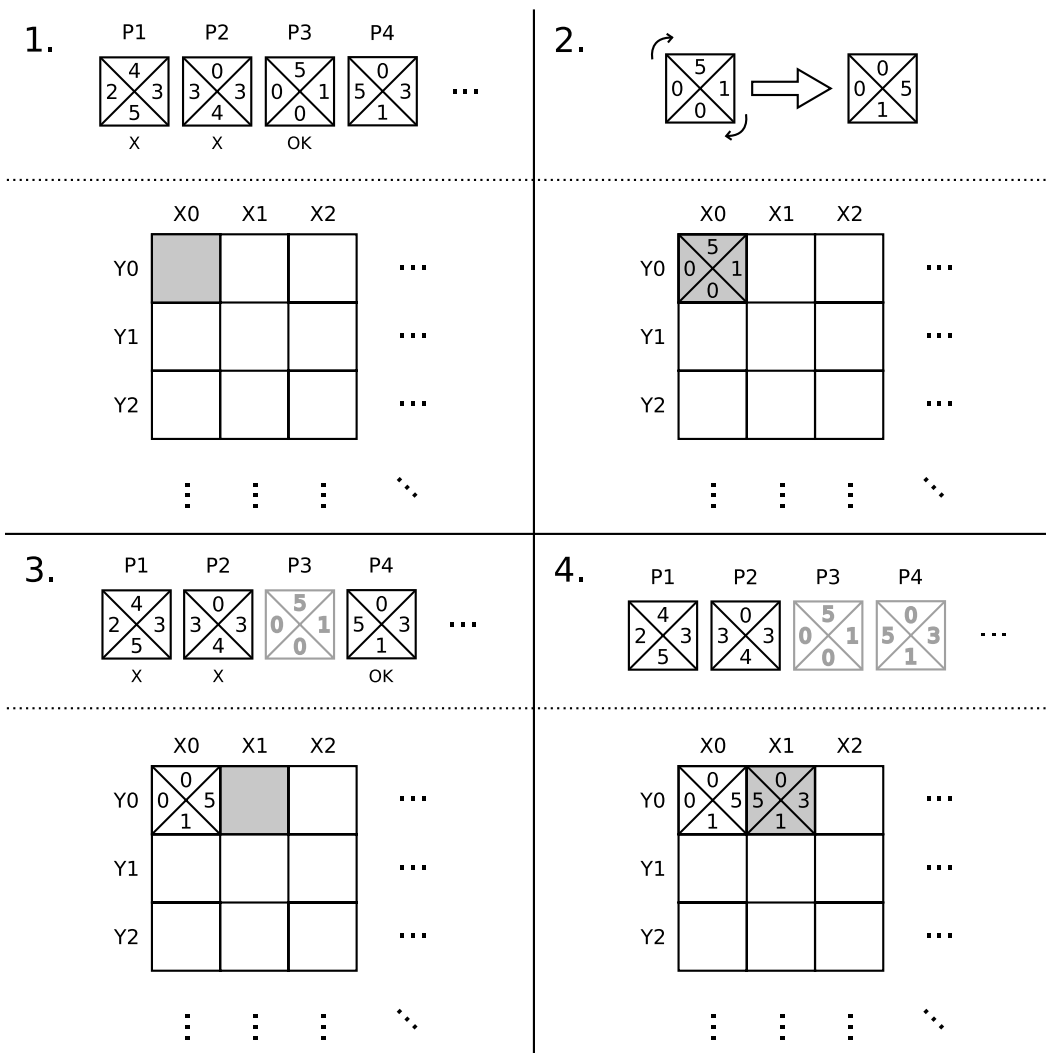 1.
P1 P2 P3 P4
4 0 5 0
2 3 3 3 0 1 5 3 ...
5 4 0 1
X X OK
X0 X1 X2
Y0 ...
Y1 ...
Y2 ...
2.
5 0
0 1 0 5
0 1
X0 X1 X2
5
Y0 0 1 ...
0
Y1 ...
Y2 ...
3.
P1 P2 P3 P4
4 0 5 0
2 3 3 3 0 1 5 3 ...
5 4 0 1
X X OK
X0 X1 X2
0
Y0 0 5 ...
1
Y1 ...
Y2 ...
4.
P1 P2 P3 P4
4 0 5 0
2 3 3 3 0 1 5 3 ...
5 4 0 1
X0 X1 X2
0 0
Y0 0 5 5 3 ...
1 1
Y1 ...
Y2 ...